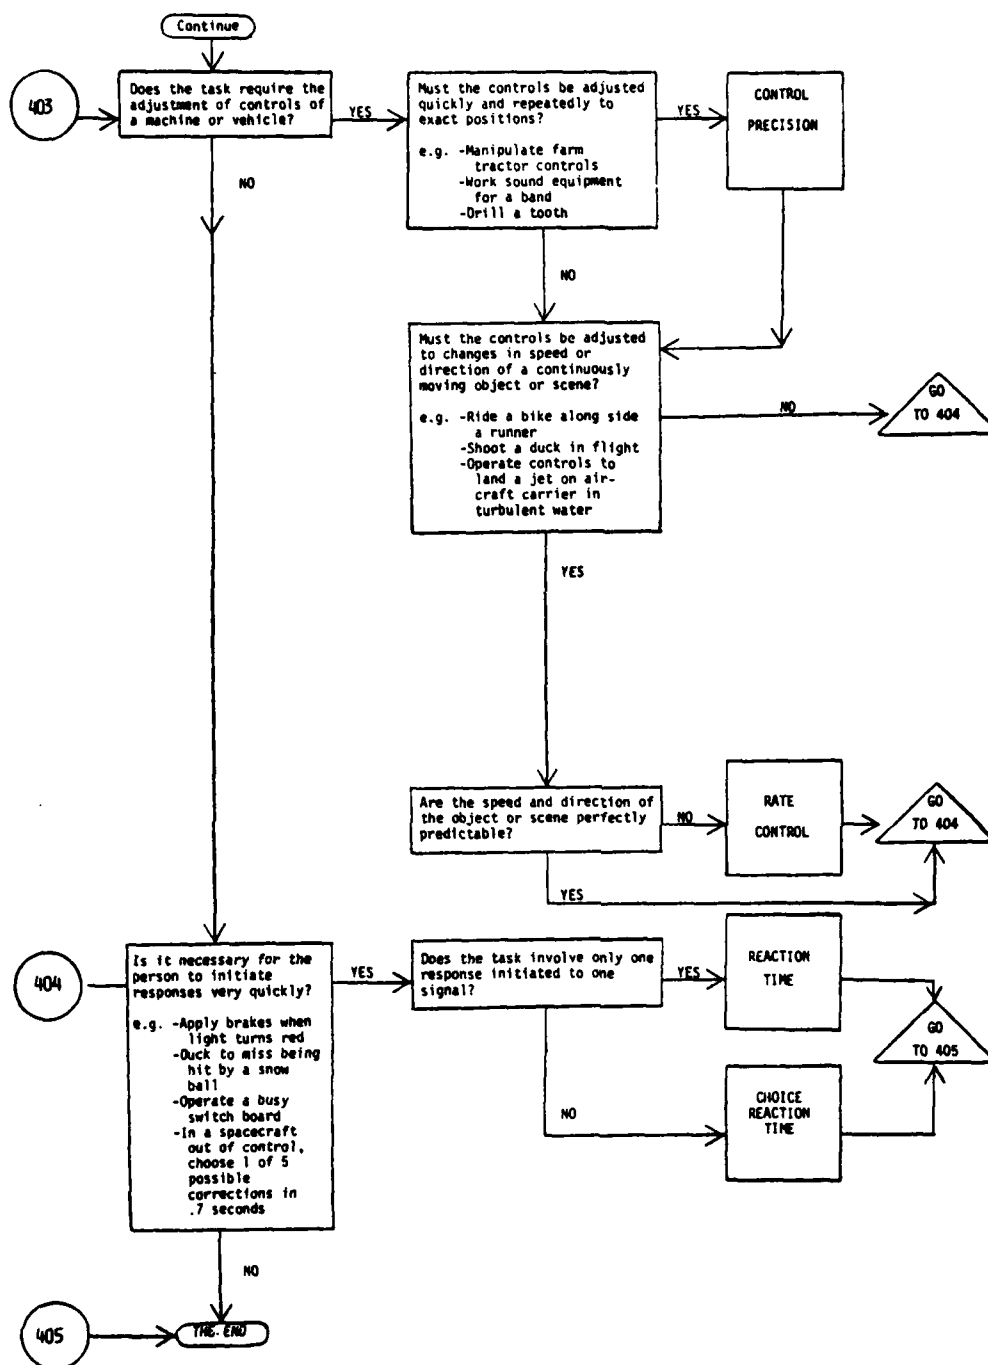 Continue
403
Does the task require the
adjustment of controls of
a machine or vehicle?
YES
Must the controls be adjusted
quickly and repeatedly to
exact positions?
e.g. -Manipulate farm
tractor controls
-Work sound equipment
for a band
-Drill a tooth
YES
CONTROL
PRECISION
NO
NO
Must the controls be adjusted
to changes in speed or
direction of a continuously
moving object or scene?
e.g. -Ride a bike along side
a runner
-Shoot a duck in flight
-Operate controls to
land a jet on air-
craft carrier in
turbulent water
NO
GO
TO 404
YES
Are the speed and direction of
the object or scene perfectly
predictable?
NO
RATE
CONTROL
GO
TO 404
YES
404
Is it necessary for the
person to initiate
responses very quickly?
e.g. -Apply brakes when
light turns red
-Duck to miss being
hit by a snow
ball
-Operate a busy
switch board
-In a spacecraft
out of control,
choose 1 of 5
possible
corrections in
.7 seconds
YES
Does the task involve only one
response initiated to one
signal?
YES
REACTION
TIME
GO
TO 405
NO
CHOICE
REACTION
TIME
NO
405
THE END